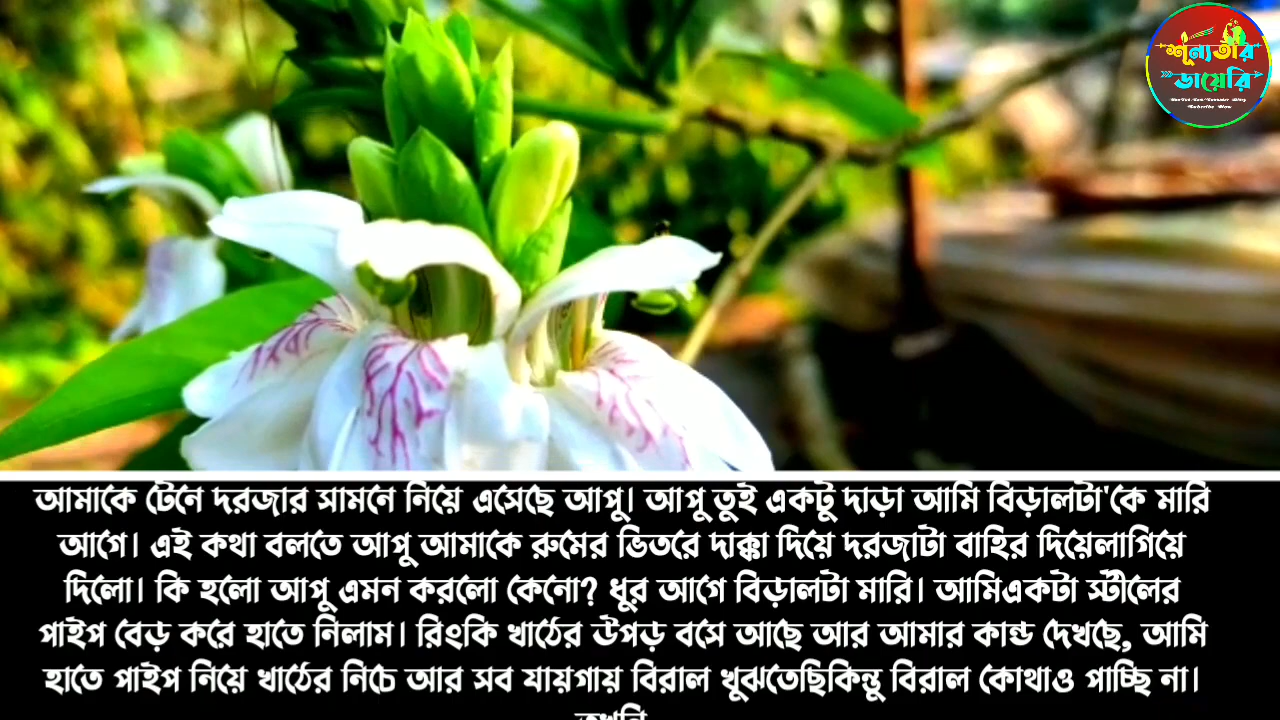 শূন্যতার
ডায়েরি
আমাকে টেনে দরজার সামনে নিয়ে এসেছে আপু। আপু তুই একটু দাড়া আমি বিড়ালটা'কে মারি
আগে। এই কথা বলতে আপু আমাকে রুমের ভিতরে দাক্কা দিয়ে দরজাটা বাহির দিয়েলাগিয়ে
দিলো। কি হলো আপু এমন করলো কেনো? ধুর আগে বিড়ালটা মারি। আমিএকটা স্টীলের
পাইপ বেড় করে হাতে নিলাম। রিংকি খাঠের উপড় বসে আছে আর আমার কান্ড দেখছে, আমি
হাতে পাইপ নিয়ে খাঠের নিচে আর সব যায়গায় বিরাল খুঝতেছিকিন্তু বিরাল কোথাও পাচ্ছি না।